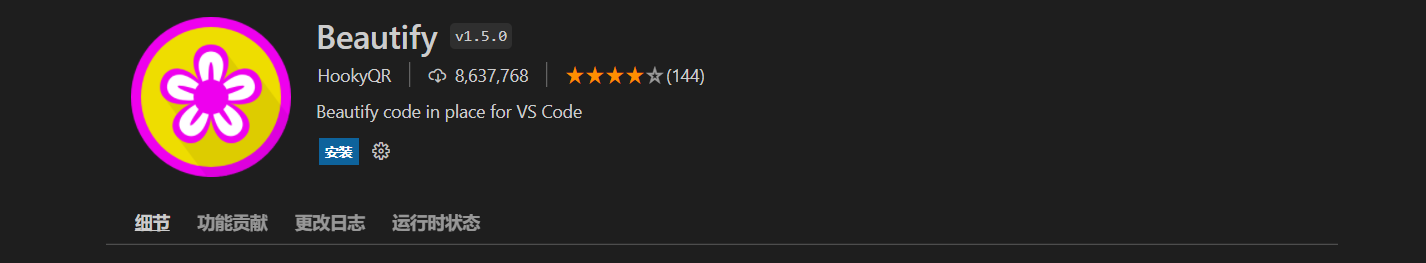 Beautify v1.5.0
HookyQR 8,637,768 (144)
Beautify code in place for VS Code
安装
细节 功能贡献 更改日志 运行时状态